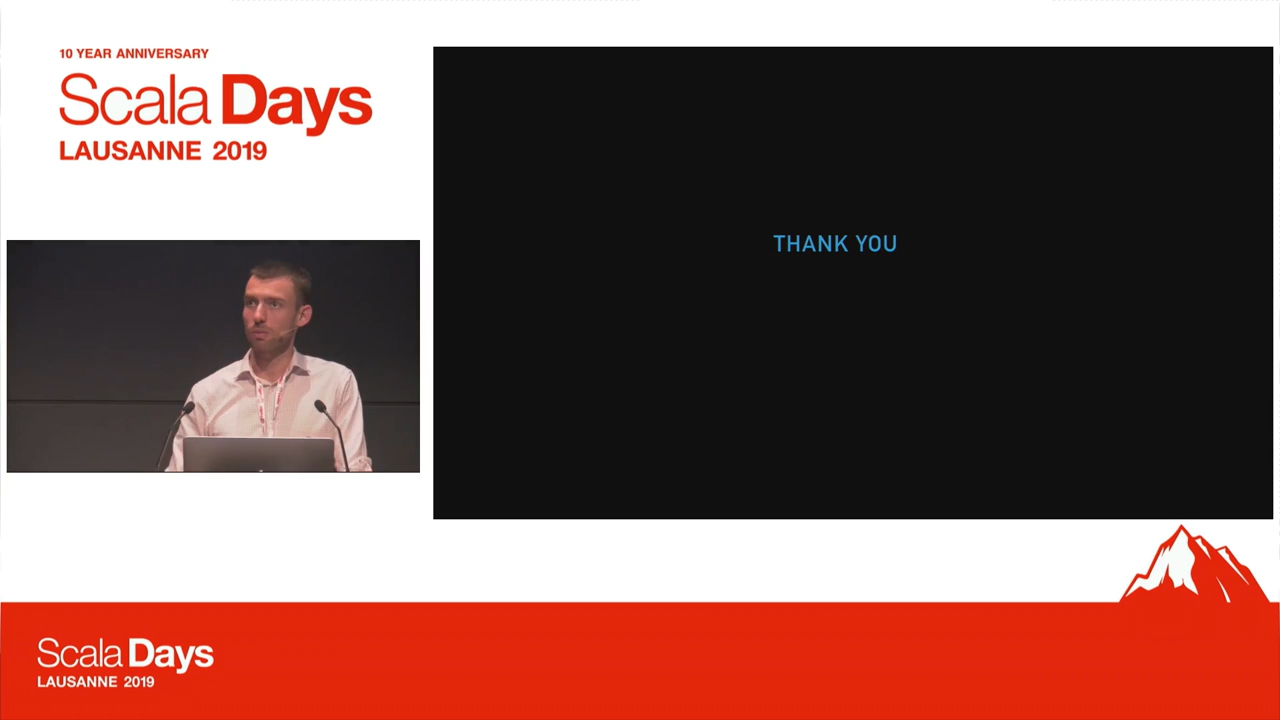 10 YEAR ANNIVERSARY
Scala Days
LAUSANNE 2019
THANK YOU
Scala Days
LAUSANNE 2019